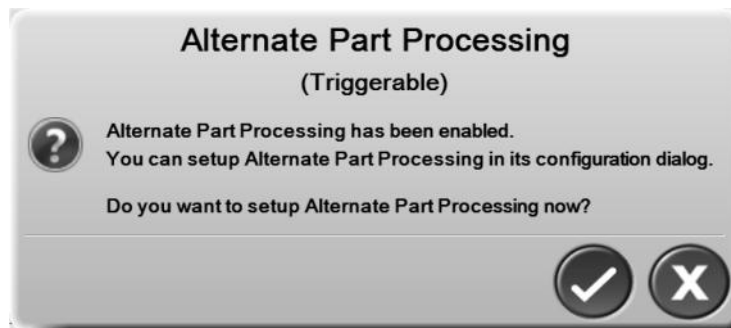 Alternate Part Processing
(Triggerable)
Alternate Part Processing has been enabled.
You can setup Alternate Part Processing in its configuration dialog.
Do you want to setup Alternate Part Processing now?